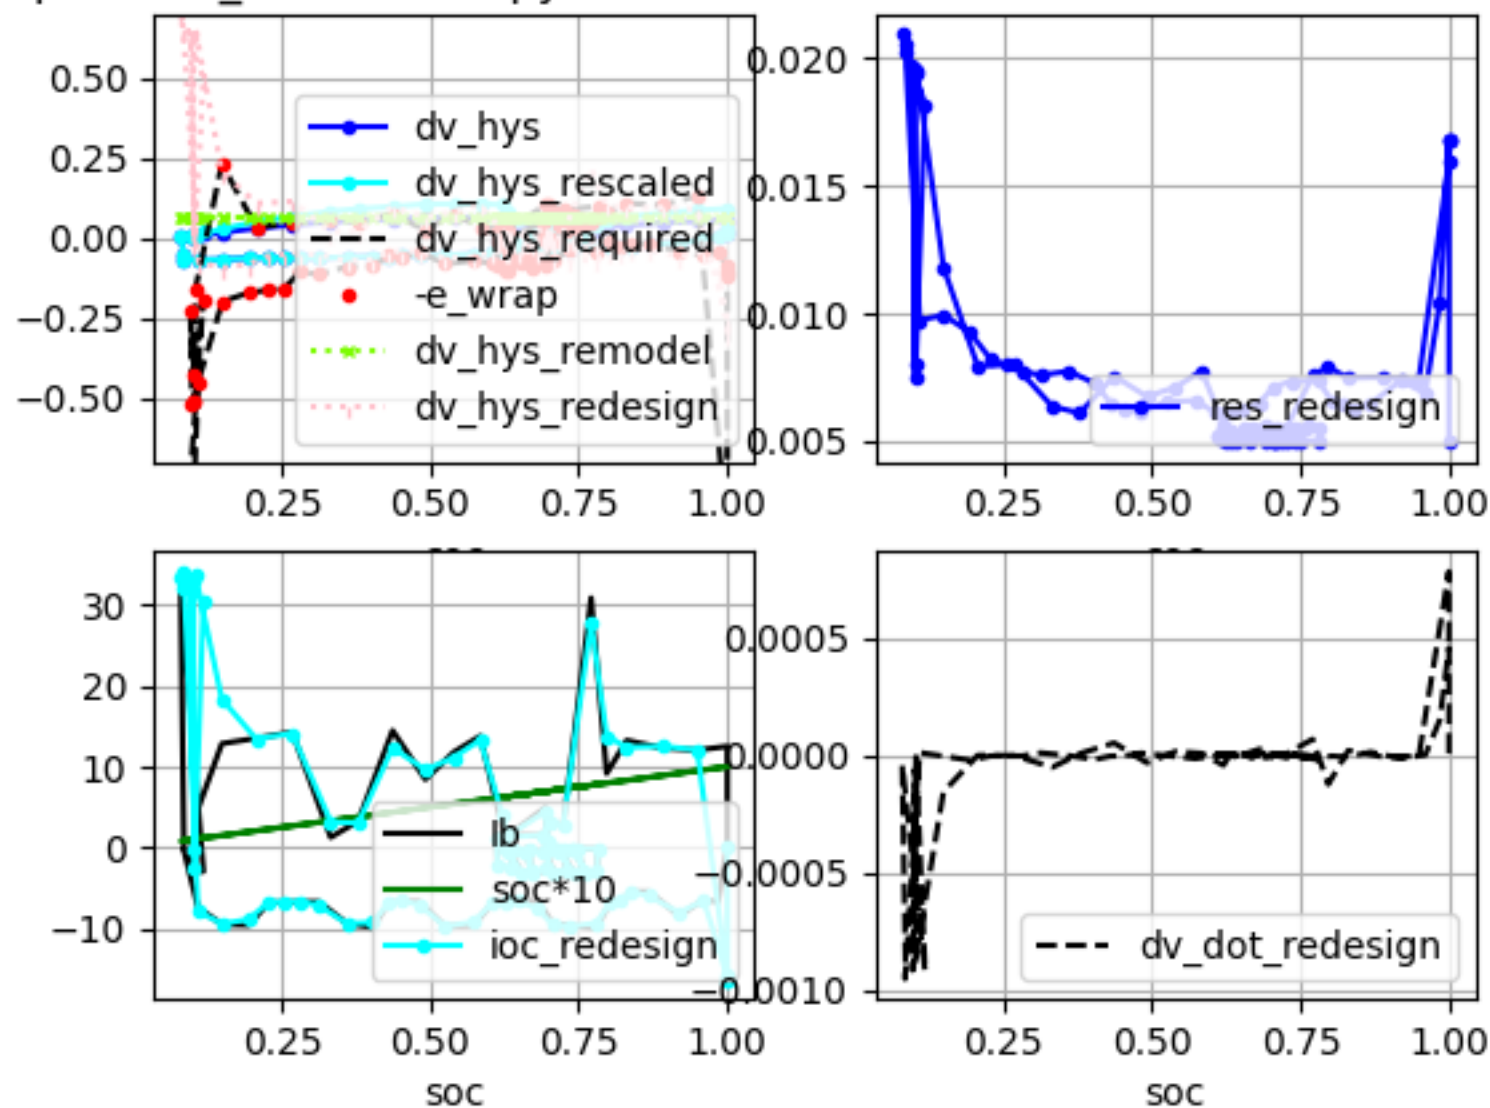 0.50
0.25
0.00
−0.25
−0.50
dv_hys
dv_hys_rescaled
dv_hys_required
-e_wrap
dv_hys_remodel
dv_hys_redesign
0.25 0.50 0.75 1.00
0.020
0.015
0.010
0.005
res_redesign
0.25 0.50 0.75 1.00
30
20
10
0
−10
Ib
soc*10
ioc_redesign
0.25 0.50 0.75 1.00
soc
0.0005
0.0000
−0.0005
−0.0010
dv_dot_redesign
0.25 0.50 0.75 1.00
soc